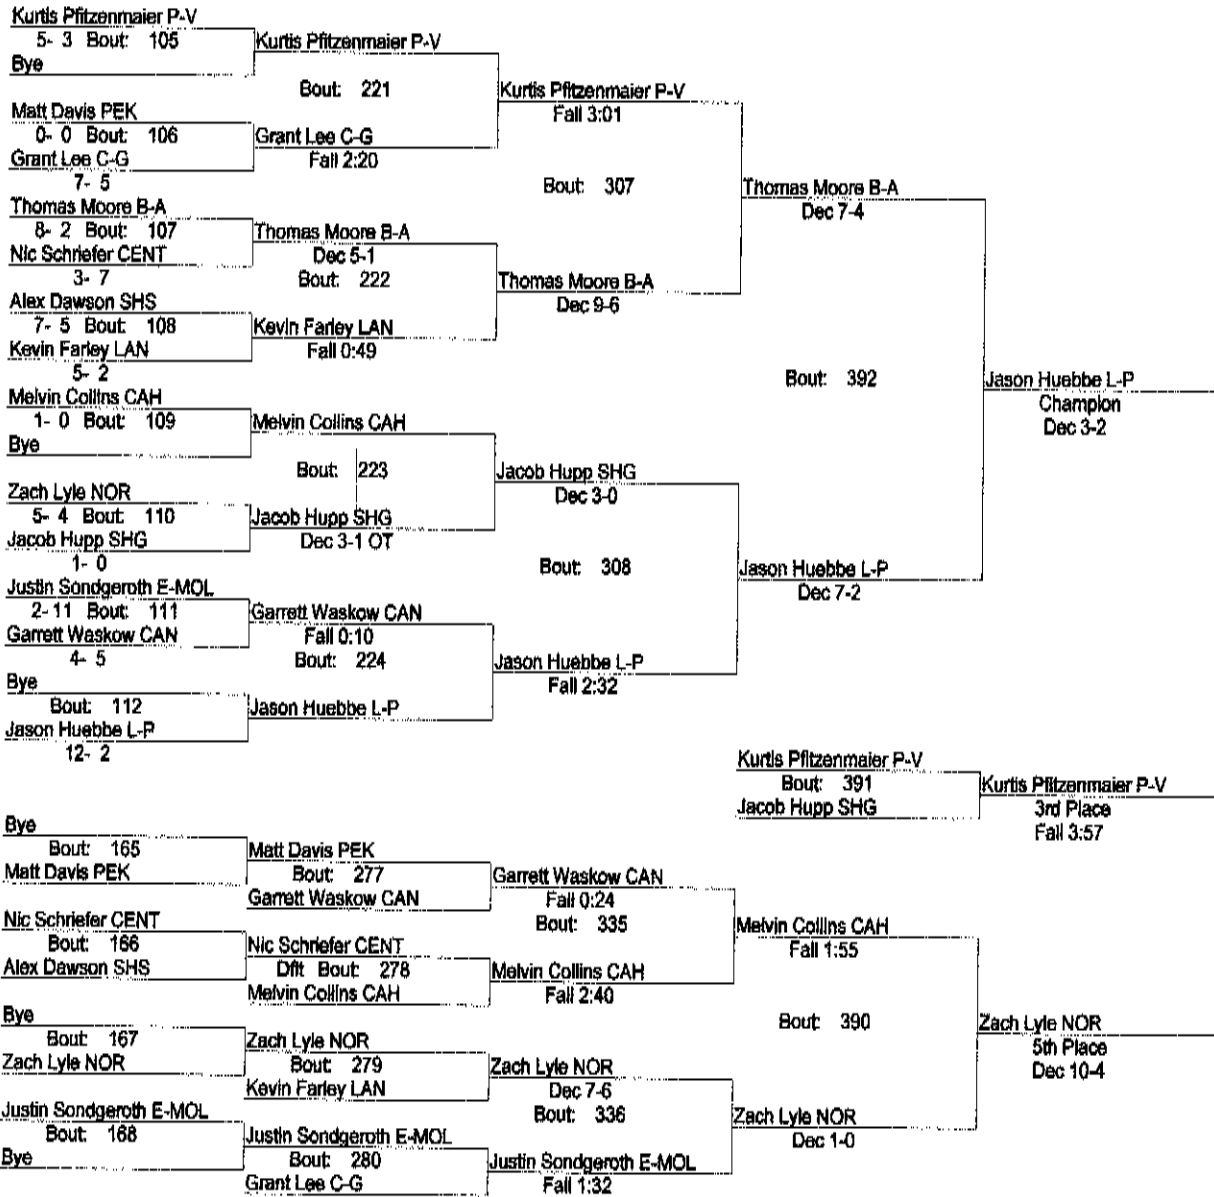 Kurtis Pfitzenmaier P-V
5- 3 Bout: 105
Bye
Kurtis Pfitzenmaier P-V
Bout: 221
Matt Davis PEK
0- 0 Bout: 106
Grant Lee C-G
7- 5
Grant Lee C-G
Fall 2:20
Kurtis Pfitzenmaier P-V
Fall 3:01
Bout: 307
Thomas Moore B-A
8- 2 Bout: 107
Nic Schriefer CENT
3- 7
Thomas Moore B-A
Dec 5-1
Bout: 222
Alex Dawson SHS
7- 5 Bout: 108
Kevin Farley LAN
5- 2
Kevin Farley LAN
Fall 0:49
Thomas Moore B-A
Dec 9-6
Thomas Moore B-A
Dec 7-4
Bout: 392
Melvin Collins CAH
1- 0 Bout: 109
Bye
Melvin Collins CAH
Bout: 223
Zach Lyle NOR
5- 4 Bout: 110
Jacob Hupp SHG
1- 0
Jacob Hupp SHG
Dec 3-1 OT
Jacob Hupp SHG
Dec 3-0
Bout: 308
Justin Sondgeroth E-MOL
2- 11 Bout: 111
Garrett Waskow CAN
4- 5
Garrett Waskow CAN
Fall 0:10
Bout: 224
Bye
Bout: 112
Jason Huebbe L-P
12- 2
Jason Huebbe L-P
Jason Huebbe L-P
Fall 2:32
Jason Huebbe L-P
Dec 7-2
Jason Huebbe L-P
Champion
Dec 3-2
Kurtis Pfitzenmaier P-V
Bout: 391
Jacob Hupp SHG
Kurtis Pfitzenmaier P-V
3rd Place
Fall 3:57
Bye
Bout: 165
Matt Davis PEK
Matt Davis PEK
Bout: 277
Garrett Waskow CAN
Garrett Waskow CAN
Fall 0:24
Bout: 335
Nic Schriefer CENT
Bout: 166
Alex Dawson SHS
Nic Schriefer CENT
Dflt Bout: 278
Melvin Collins CAH
Melvin Collins CAH
Fall 2:40
Melvin Collins CAH
Fall 1:55
Bout: 390
Bye
Bout: 167
Zach Lyle NOR
Zach Lyle NOR
Bout: 279
Kevin Farley LAN
Zach Lyle NOR
Dec 7-6
Bout: 336
Justin Sondgeroth E-MOL
Bout: 168
Bye
Justin Sondgeroth E-MOL
Bout: 280
Grant Lee C-G
Justin Sondgeroth E-MOL
Fall 1:32
Zach Lyle NOR
Dec 1-0
Zach Lyle NOR
5th Place
Dec 10-4